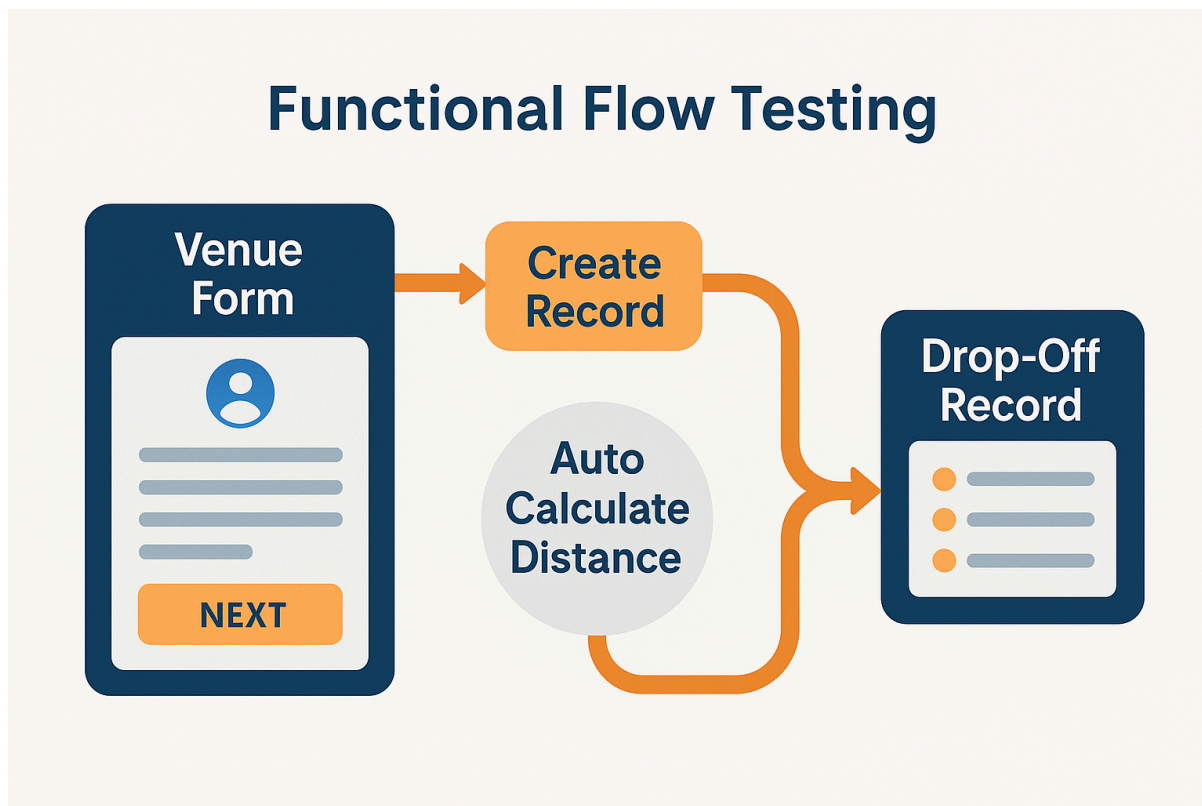 Functional Flow Testing
Venue
Form
NEXT
Create
Record
Auto
Calculate
Distance
Drop-Off
Record